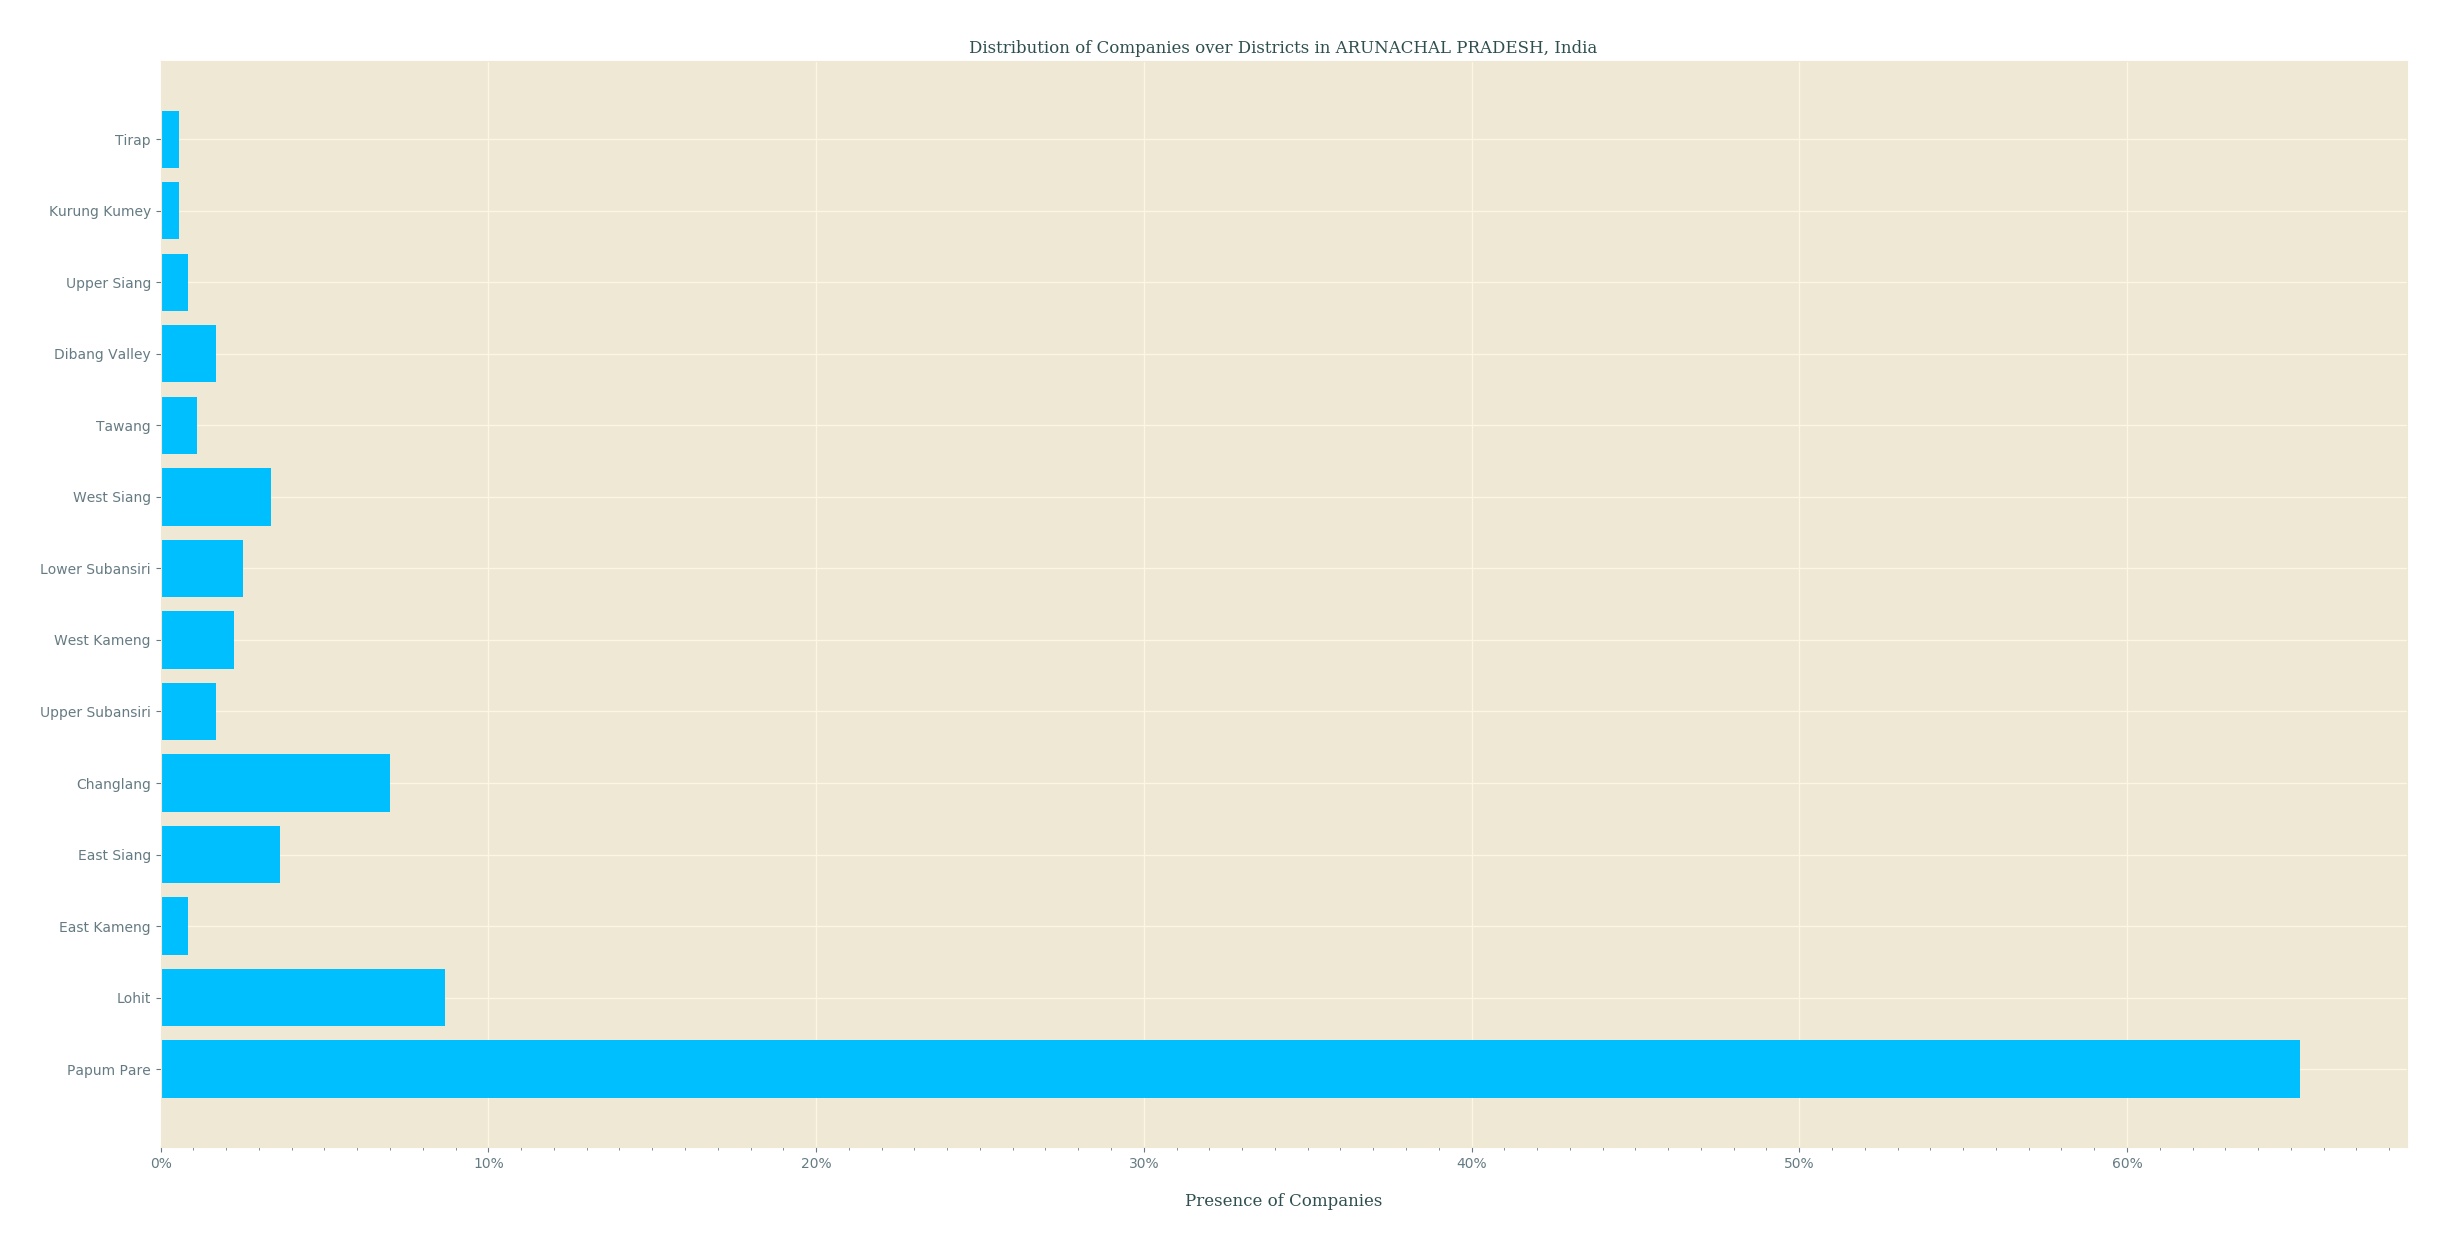 Distribution of Companies over Districts in ARUNACHAL PRADESH, India
Tirap
Kurung Kumey
Upper Siang
Dibang Valley
Tawang
West Siang
Lower Subansiri
West Kameng
Upper Subansiri
Changlang
East Siang
East Kameng
Lohit
Papum Pare
0% 10% 20% 30% 40% 50% 60%
Presence of Companies